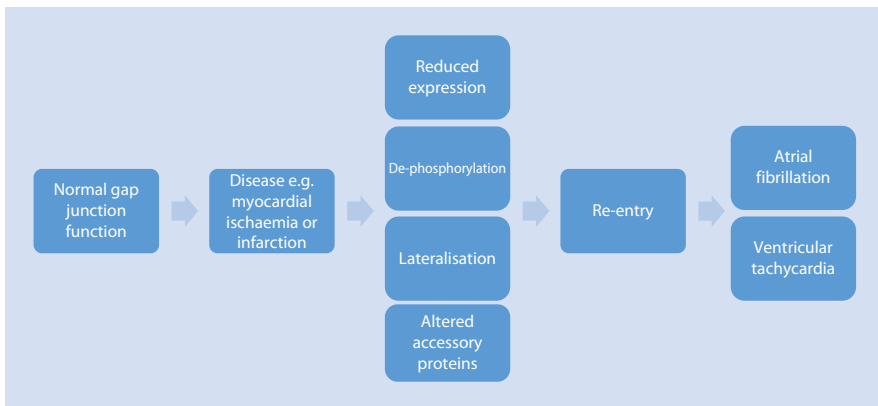 Normal gap
junction
function
Disease e.g.
myocardial
ischaemia or
infarction
Reduced
expression
De-phosphorylation
Lateralisation
Altered
accessory
proteins
Re-entry
Atrial
fibrillation
Ventricular
tachycardia